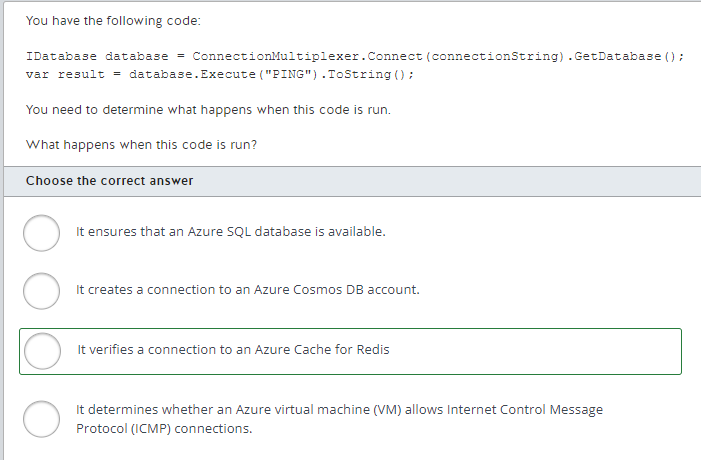 You have the following code:
IDatabase database = ConnectionMultiplexer.Connect(connectionString).GetDatabase();
var result = database.Execute("PING").ToString();
You need to determine what happens when this code is run.
What happens when this code is run?
Choose the correct answer
It ensures that an Azure SQL database is available.
It creates a connection to an Azure Cosmos DB account.
It verifies a connection to an Azure Cache for Redis
It determines whether an Azure virtual machine (VM) allows Internet Control Message
Protocol (ICMP) connections.